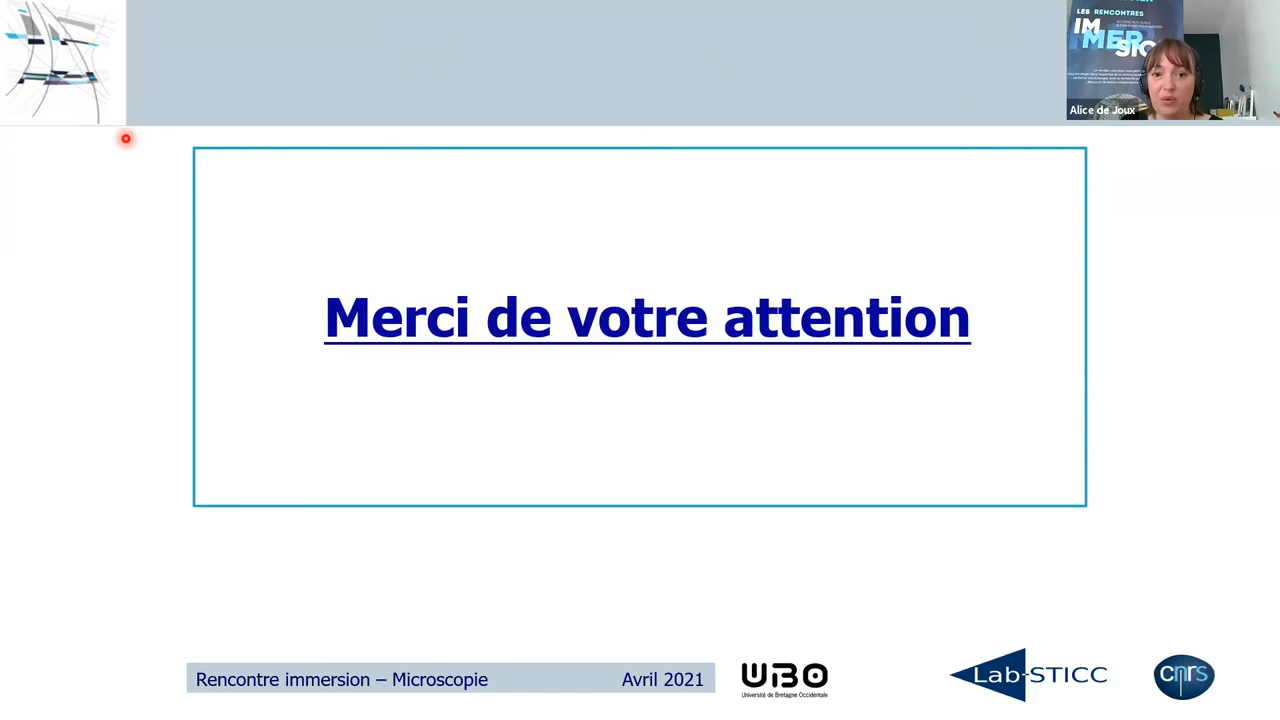 LES RENCONTRES
IM
MER
SIO
Alice de Joux
Merci de votre attention
Rencontre immersion – Microscopie
Avril 2021
UBO
Université de Bretagne Occidentale
Lab-STICC
cnrs